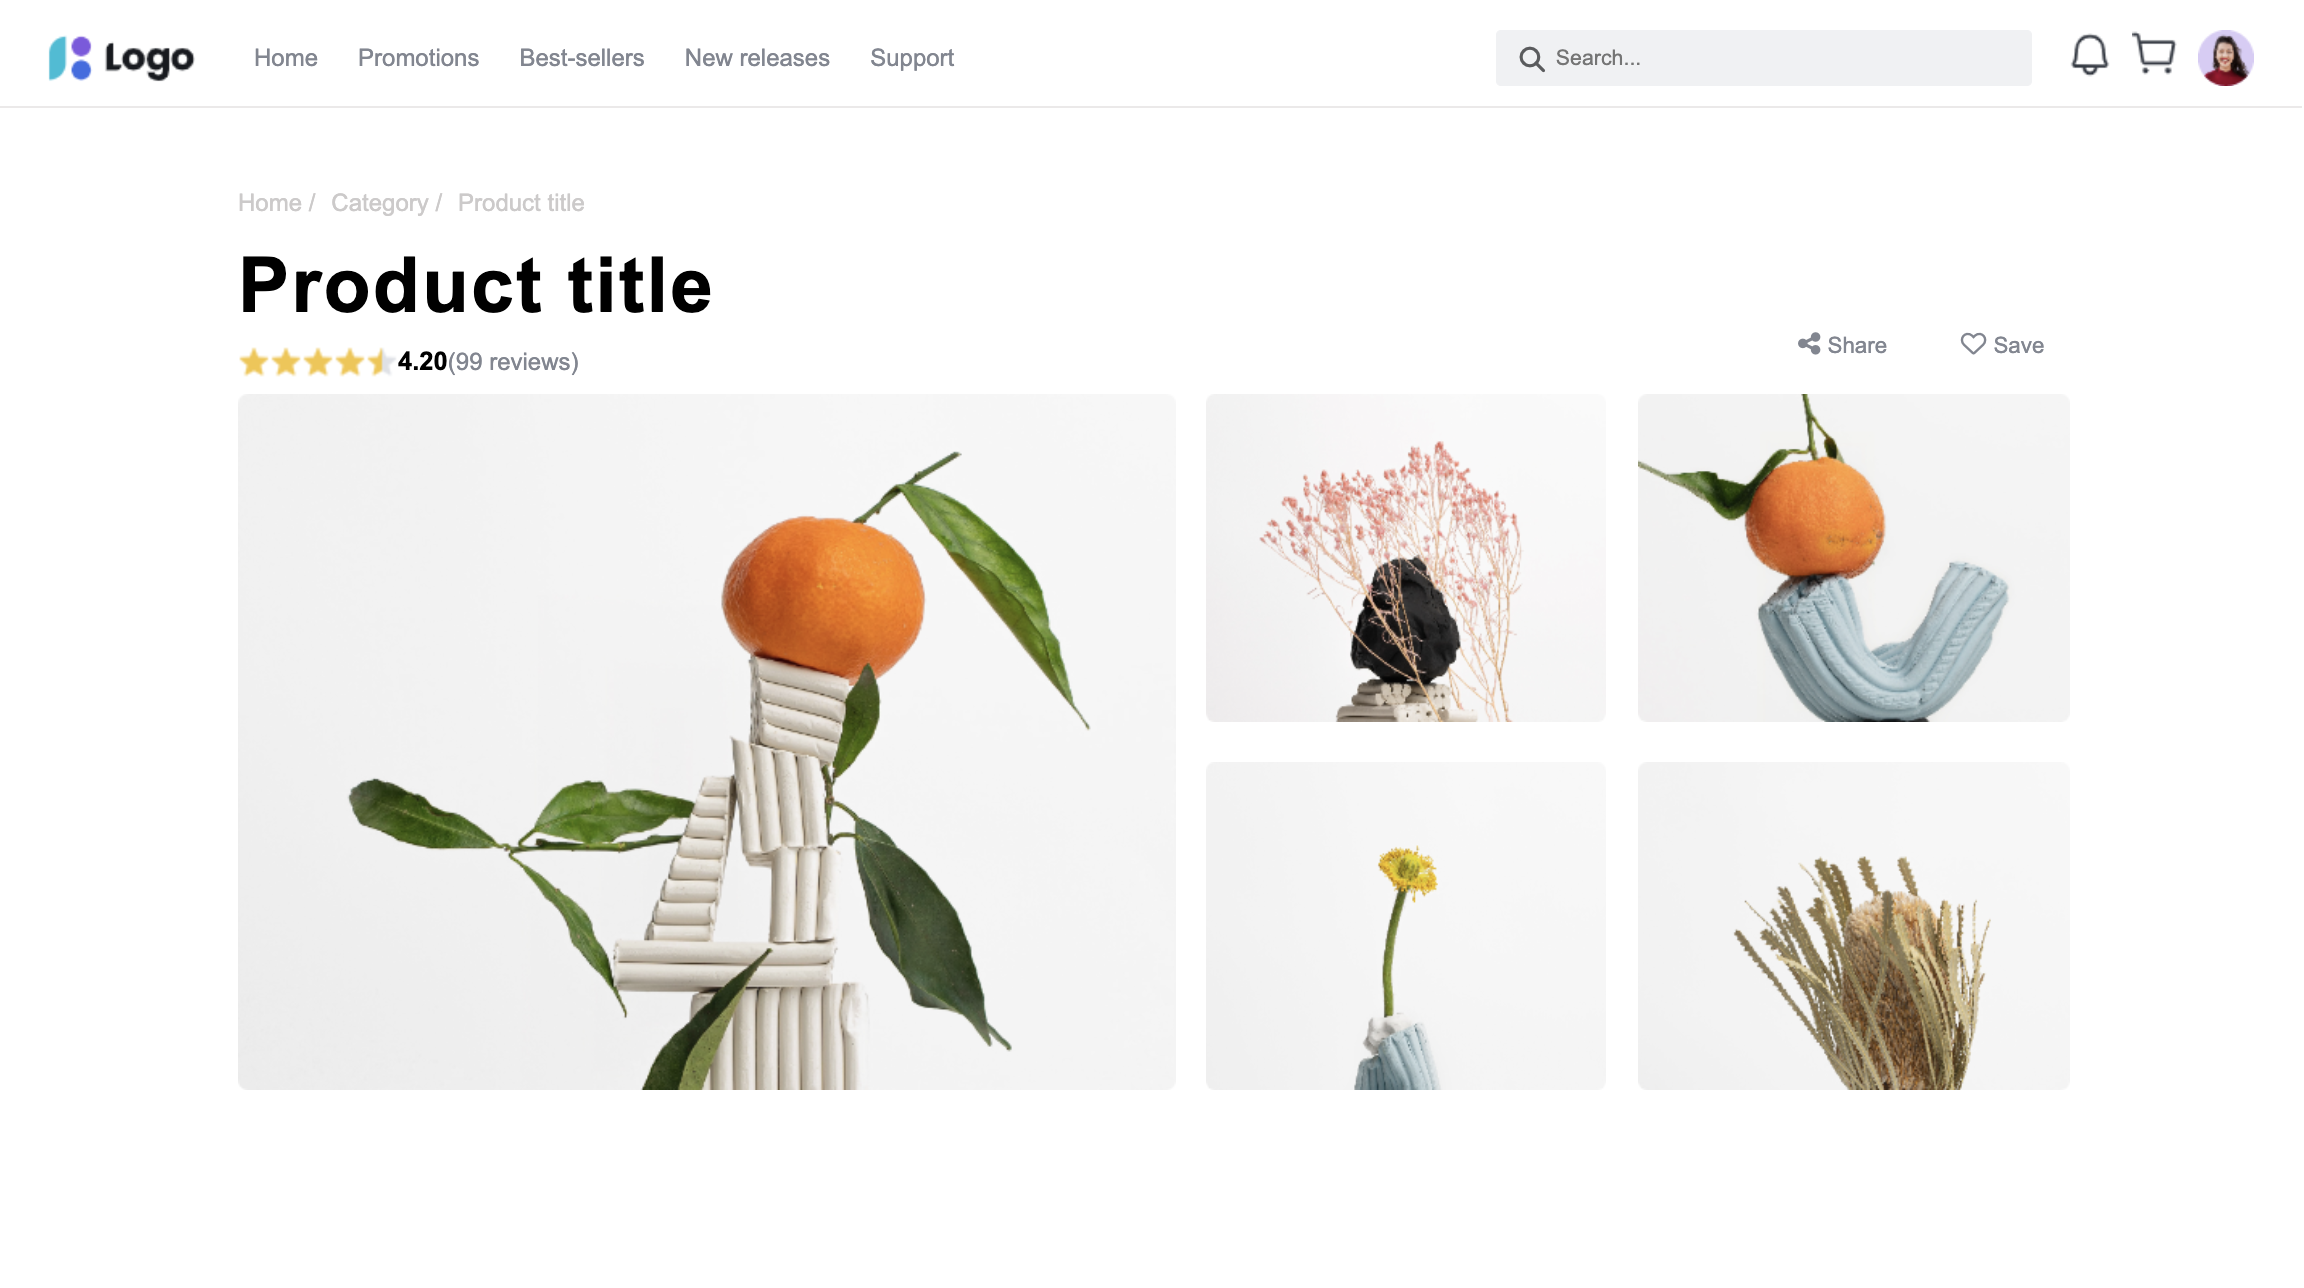 Logo Home Promotions Best-sellers New releases Support Search...
Home / Category / Product title
Product title
Share Save
4.20(99 reviews)